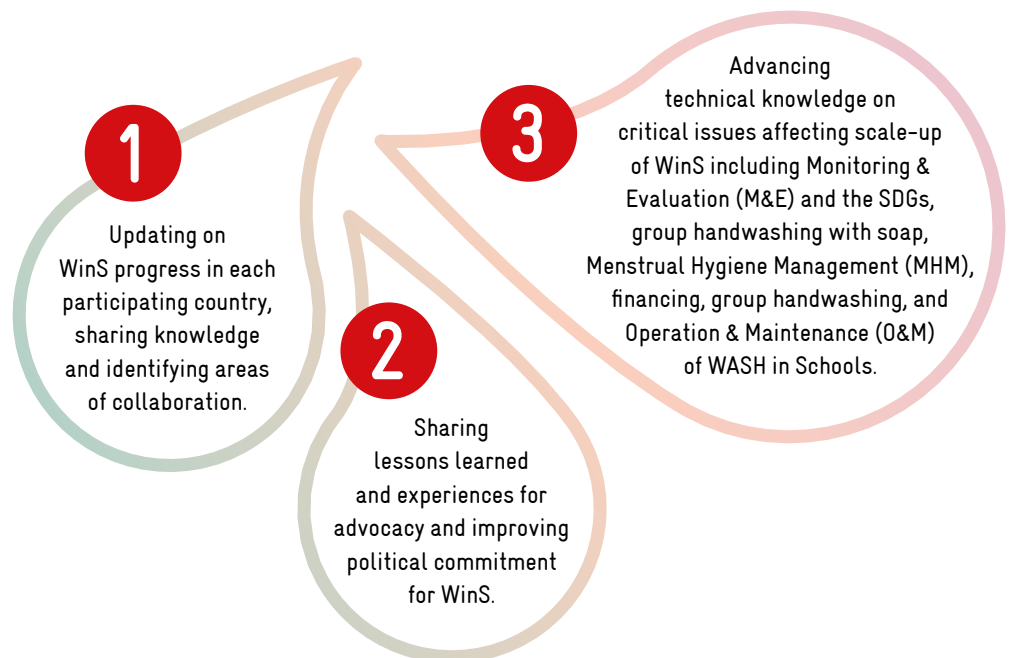 1
Updating on
WinS progress in each
participating country,
sharing knowledge
and identifying areas
of collaboration.
2
Sharing
lessons learned
and experiences for
advocacy and improving
political commitment
for WinS.
3
Advancing
technical knowledge on
critical issues affecting scale-up
of WinS including Monitoring &
Evaluation (M&E) and the SDGs,
group handwashing with soap,
Menstrual Hygiene Management (MHM),
financing, group handwashing, and
Operation & Maintenance (O&M)
of WASH in Schools.